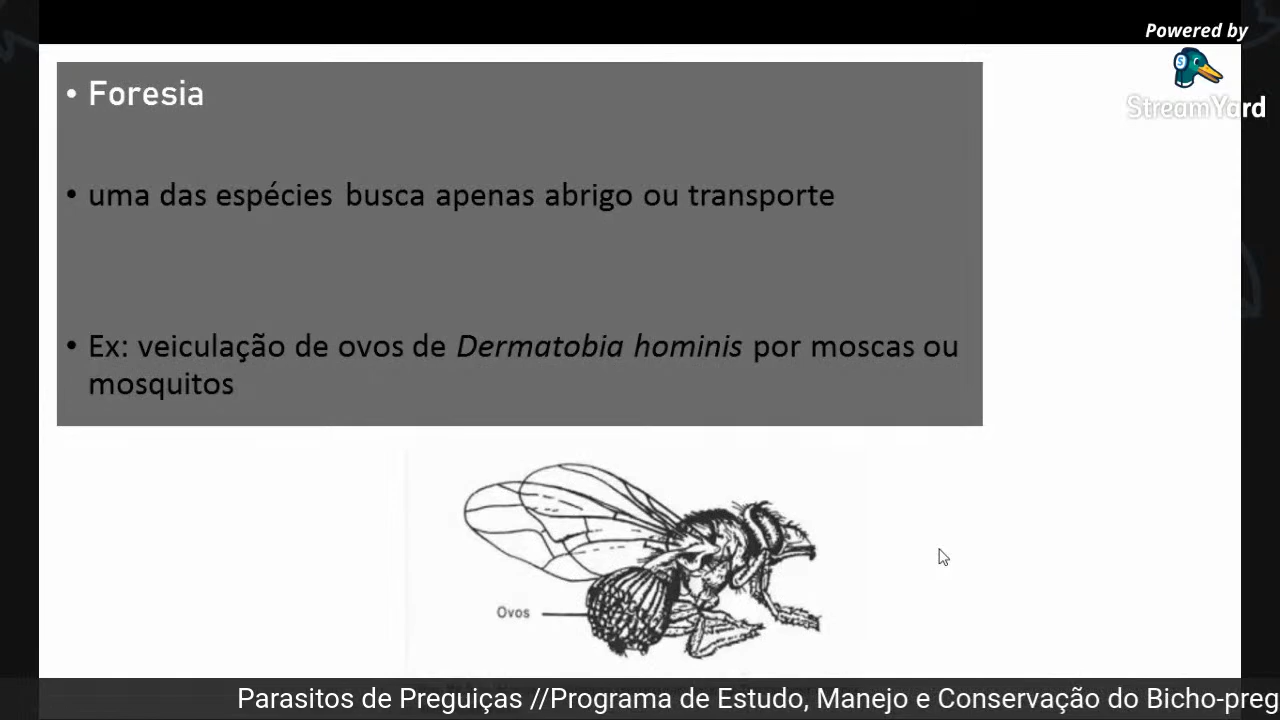 Powered by
StreamYard
• Foresia
• uma das espécies busca apenas abrigo ou transporte
• Ex: veiculação de ovos de Dermatobia hominis por moscas ou
mosquitos
Ovos
Parasitos de Preguiças //Programa de Estudo, Manejo e Conservação do Bicho-preg